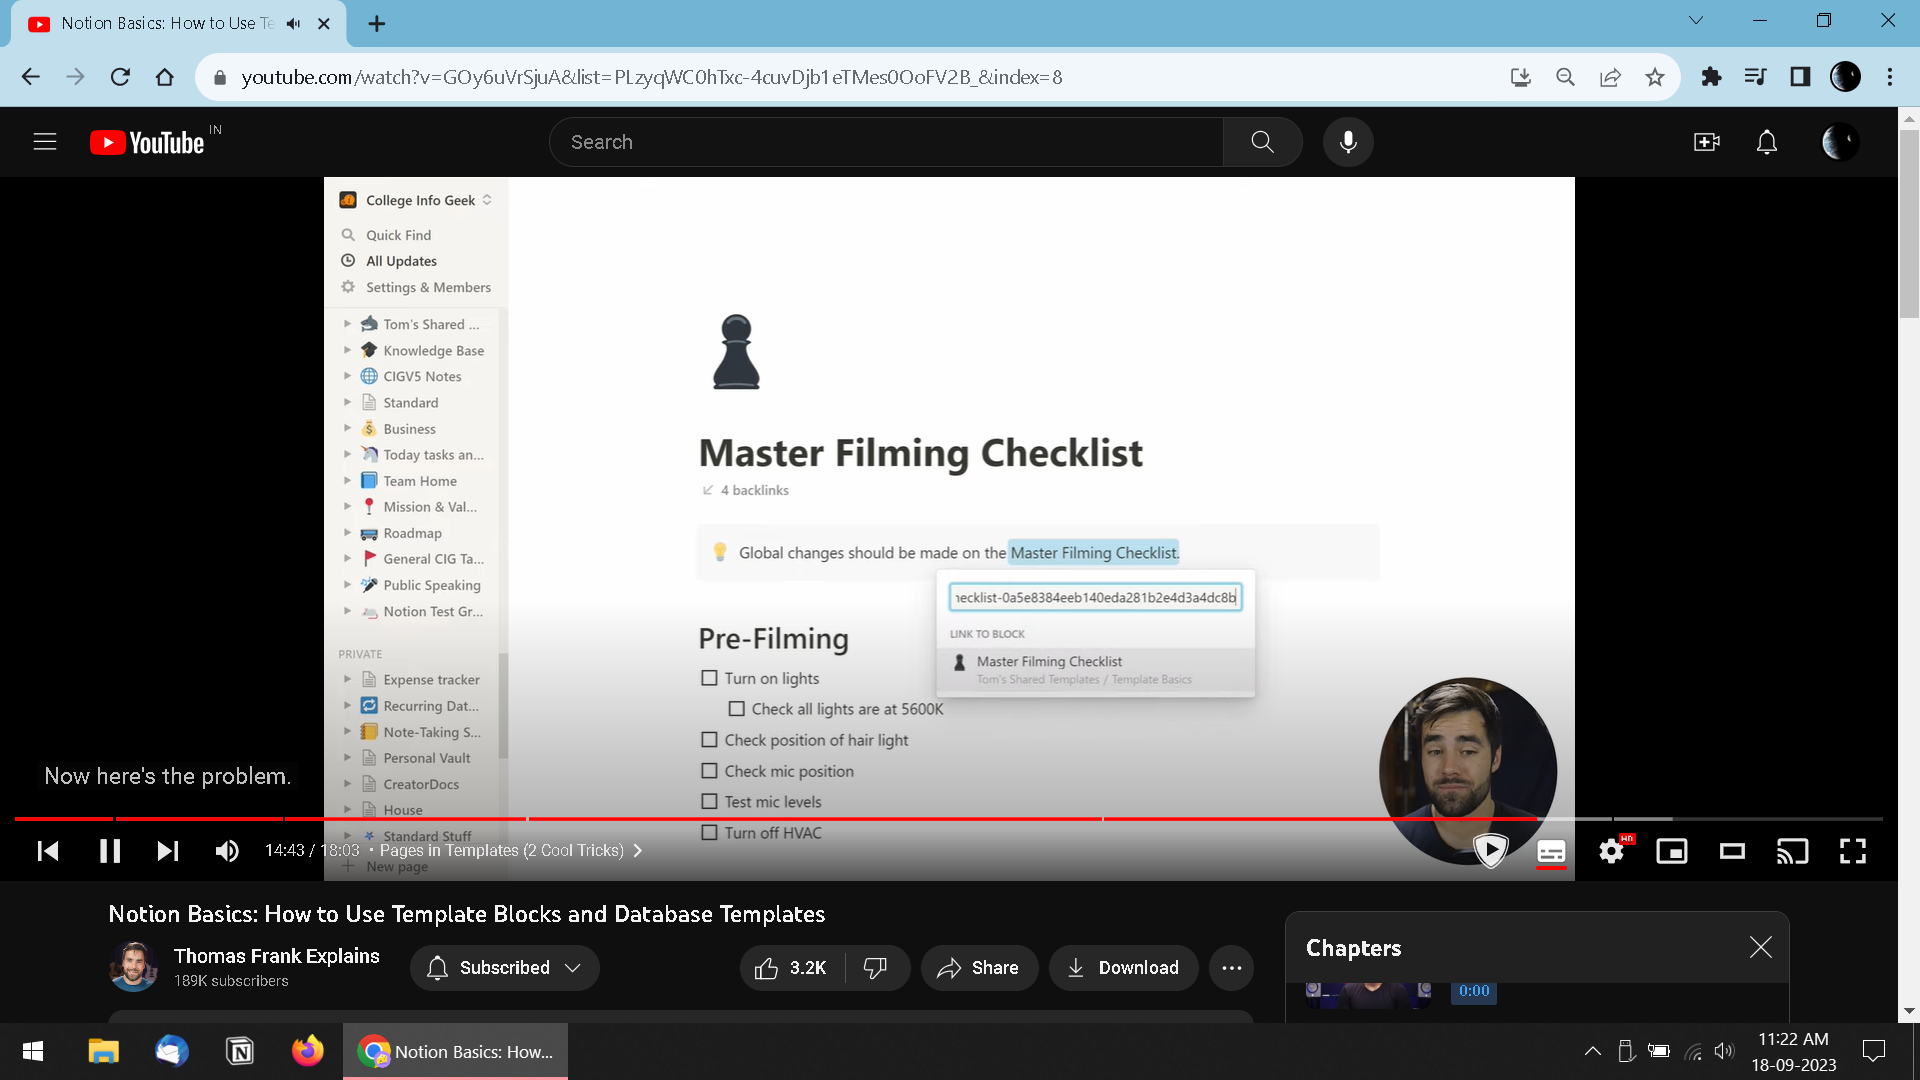 Notion Basics: How to Use Te
youtube.com/watch?v=GOy6uVrSjuA&list=PLzyqWC0hTxc-4cuvDjb1eTMes0OoFV2B_&index=8
YouTube IN
Search
College Info Geek
Quick Find
All Updates
Settings & Members
Tom's Shared ...
Knowledge Base
CIGV5 Notes
Standard
Business
Today tasks an...
Team Home
Mission & Val...
Roadmap
General CIG Ta...
Public Speaking
Notion Test Gr...
PRIVATE
Expense tracker
Recurring Dat...
Note-Taking S...
Personal Vault
CreatorDocs
House
Standard Stuff
New page
Master Filming Checklist
4 backlinks
Global changes should be made on the Master Filming Checklist.
hecklist-0a5e8384eeb140eda281b2e4d3a4dc8b
LINK TO BLOCK
Master Filming Checklist
Tom's Shared Templates / Template Basics
Pre-Filming
Turn on lights
Check all lights are at 5600K
Check position of hair light
Check mic position
Test mic levels
Turn off HVAC
Now here's the problem.
14:43 / 18:03 • Pages in Templates (2 Cool Tricks)
HD
Notion Basics: How to Use Template Blocks and Database Templates
Thomas Frank Explains
189K subscribers
Subscribed
3.2K
Share
Download
Chapters
0:00
Notion Basics: How...
11:22 AM
18-09-2023